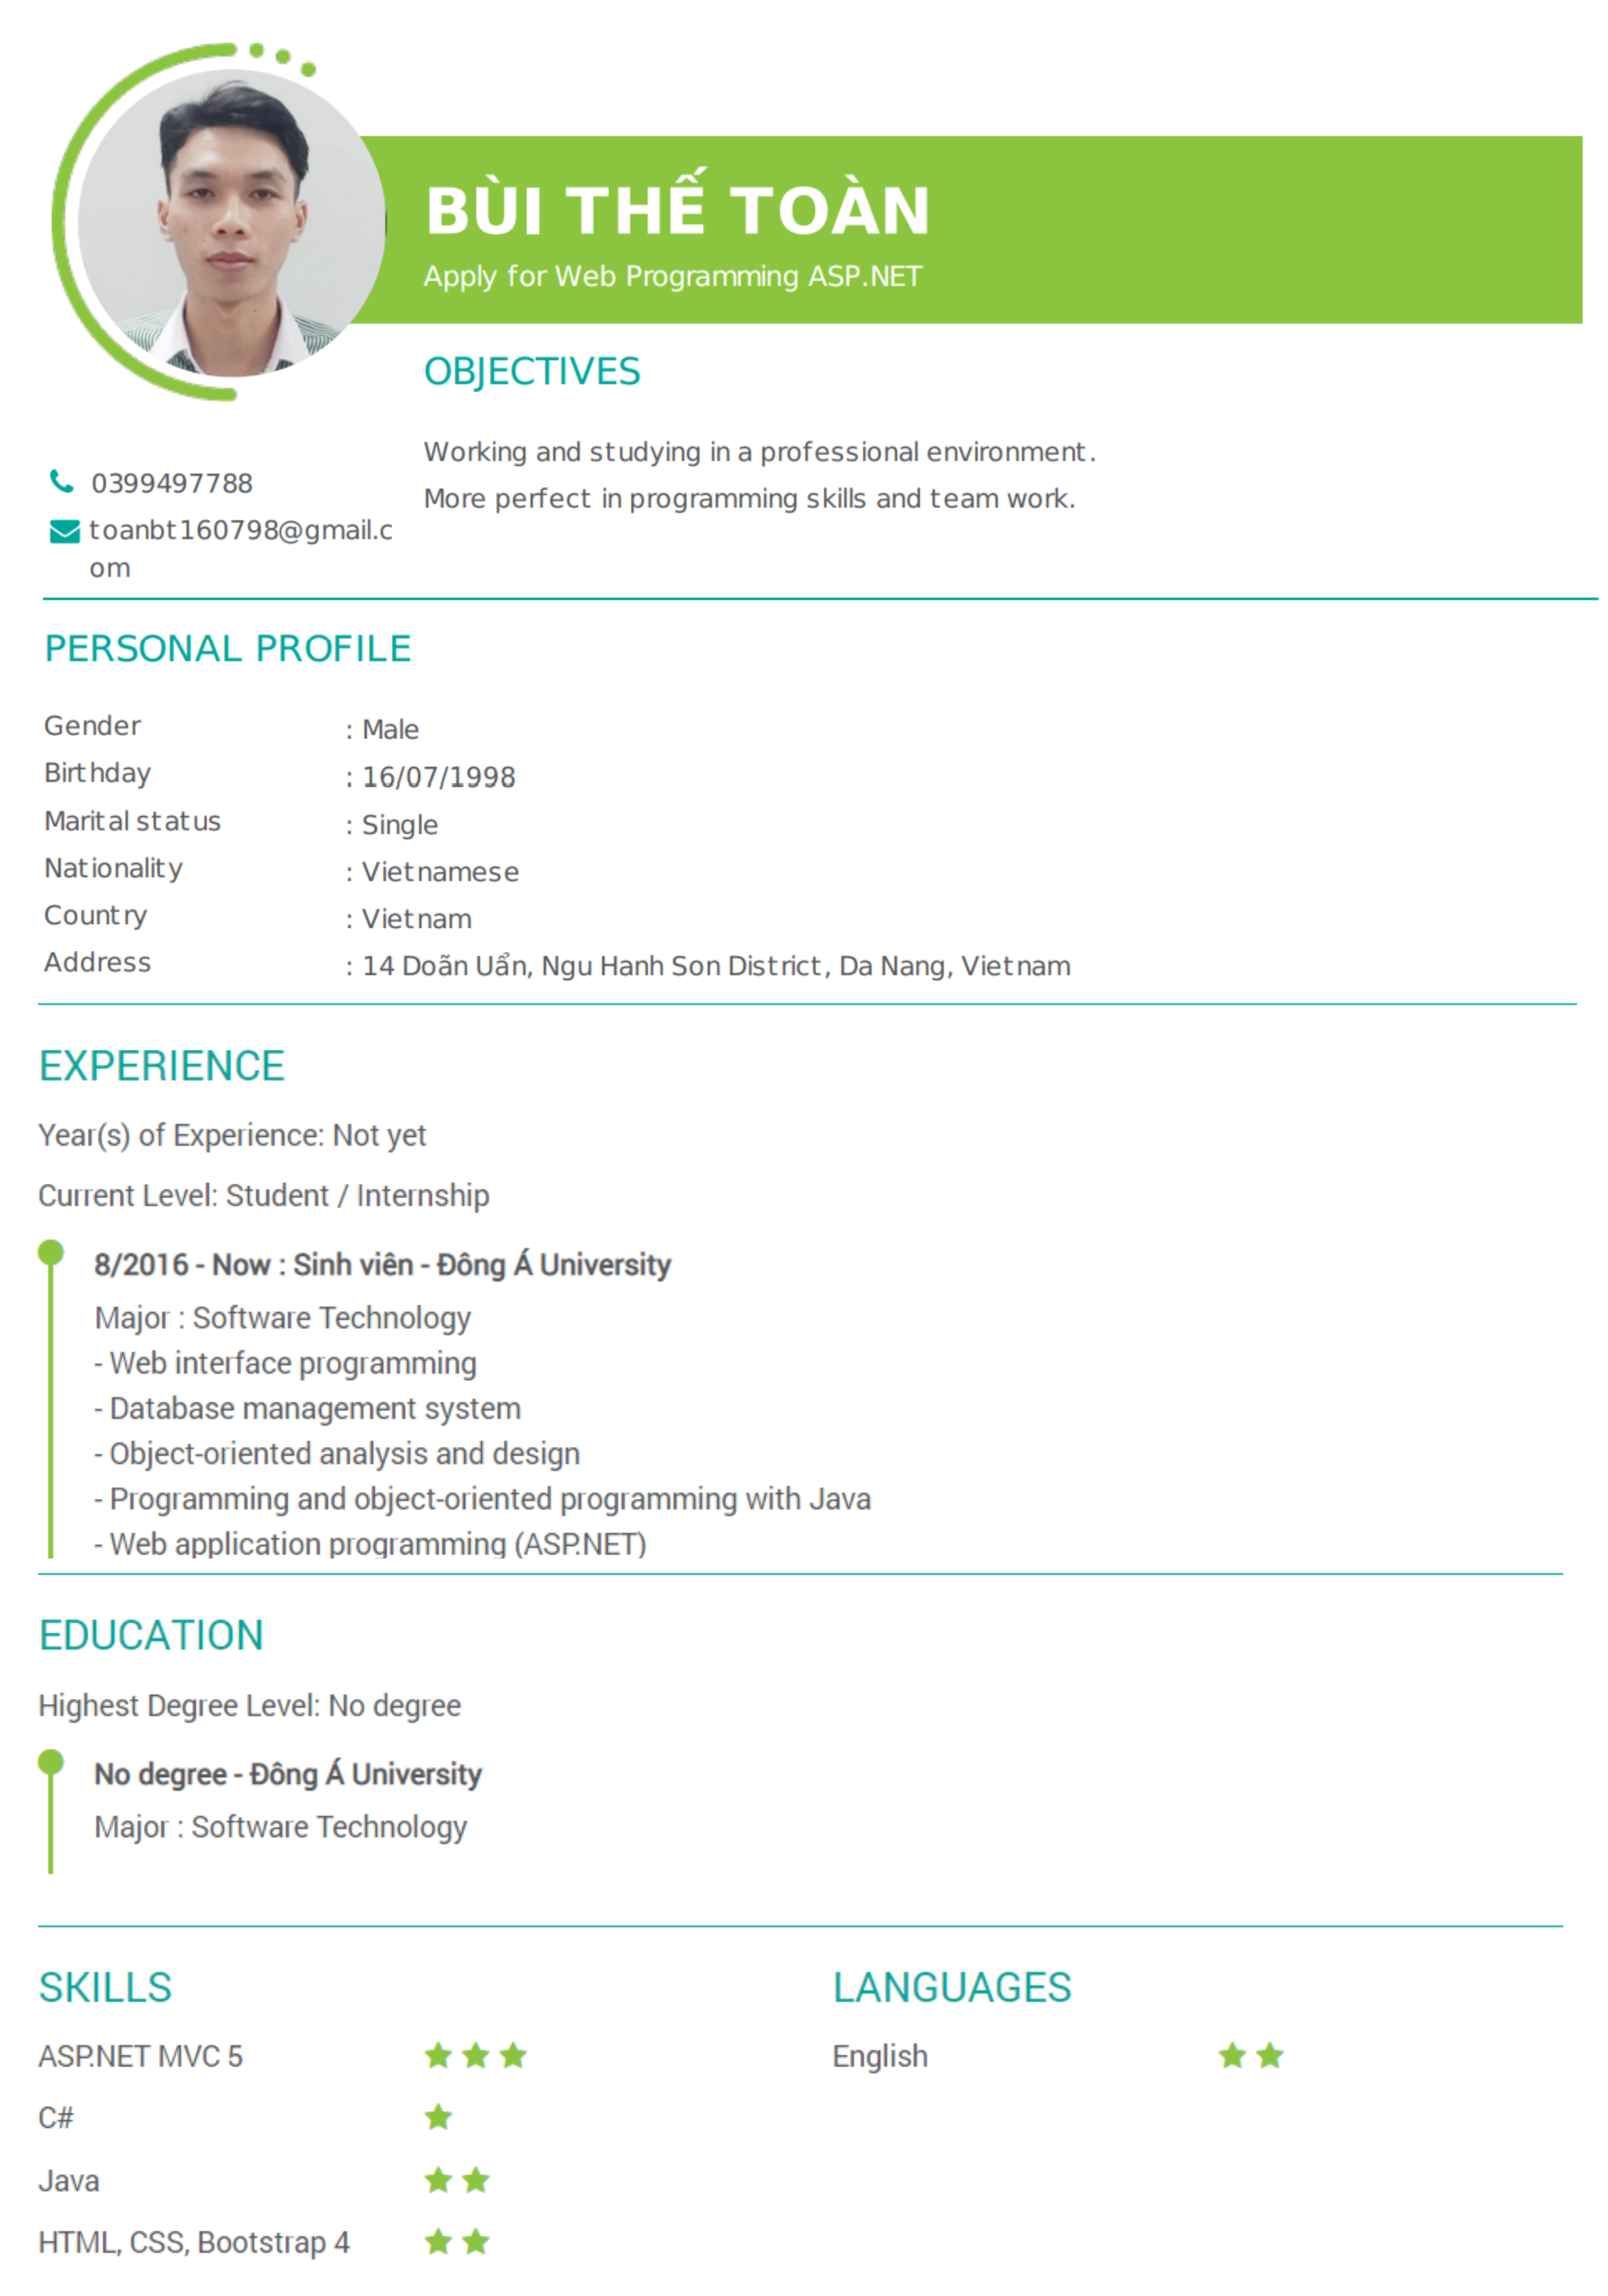 BÙI THẾ TOÀN
Apply for Web Programming ASP.NET
OBJECTIVES
Working and studying in a professional environment.
More perfect in programming skills and team work.
0399497788
toanbt160798@gmail.c
om
PERSONAL PROFILE
Gender : Male
Birthday : 16/07/1998
Marital status : Single
Nationality : Vietnamese
Country : Vietnam
Address : 14 Doãn Uẩn, Ngu Hanh Son District, Da Nang, Vietnam
EXPERIENCE
Year(s) of Experience: Not yet
Current Level: Student / Internship
8/2016 - Now : Sinh viên - Đông Á University
Major : Software Technology
- Web interface programming
- Database management system
- Object-oriented analysis and design
- Programming and object-oriented programming with Java
- Web application programming (ASP.NET)
EDUCATION
Highest Degree Level: No degree
No degree - Đông Á University
Major : Software Technology
SKILLS
ASP.NET MVC 5
C#
Java
HTML, CSS, Bootstrap 4
LANGUAGES
English